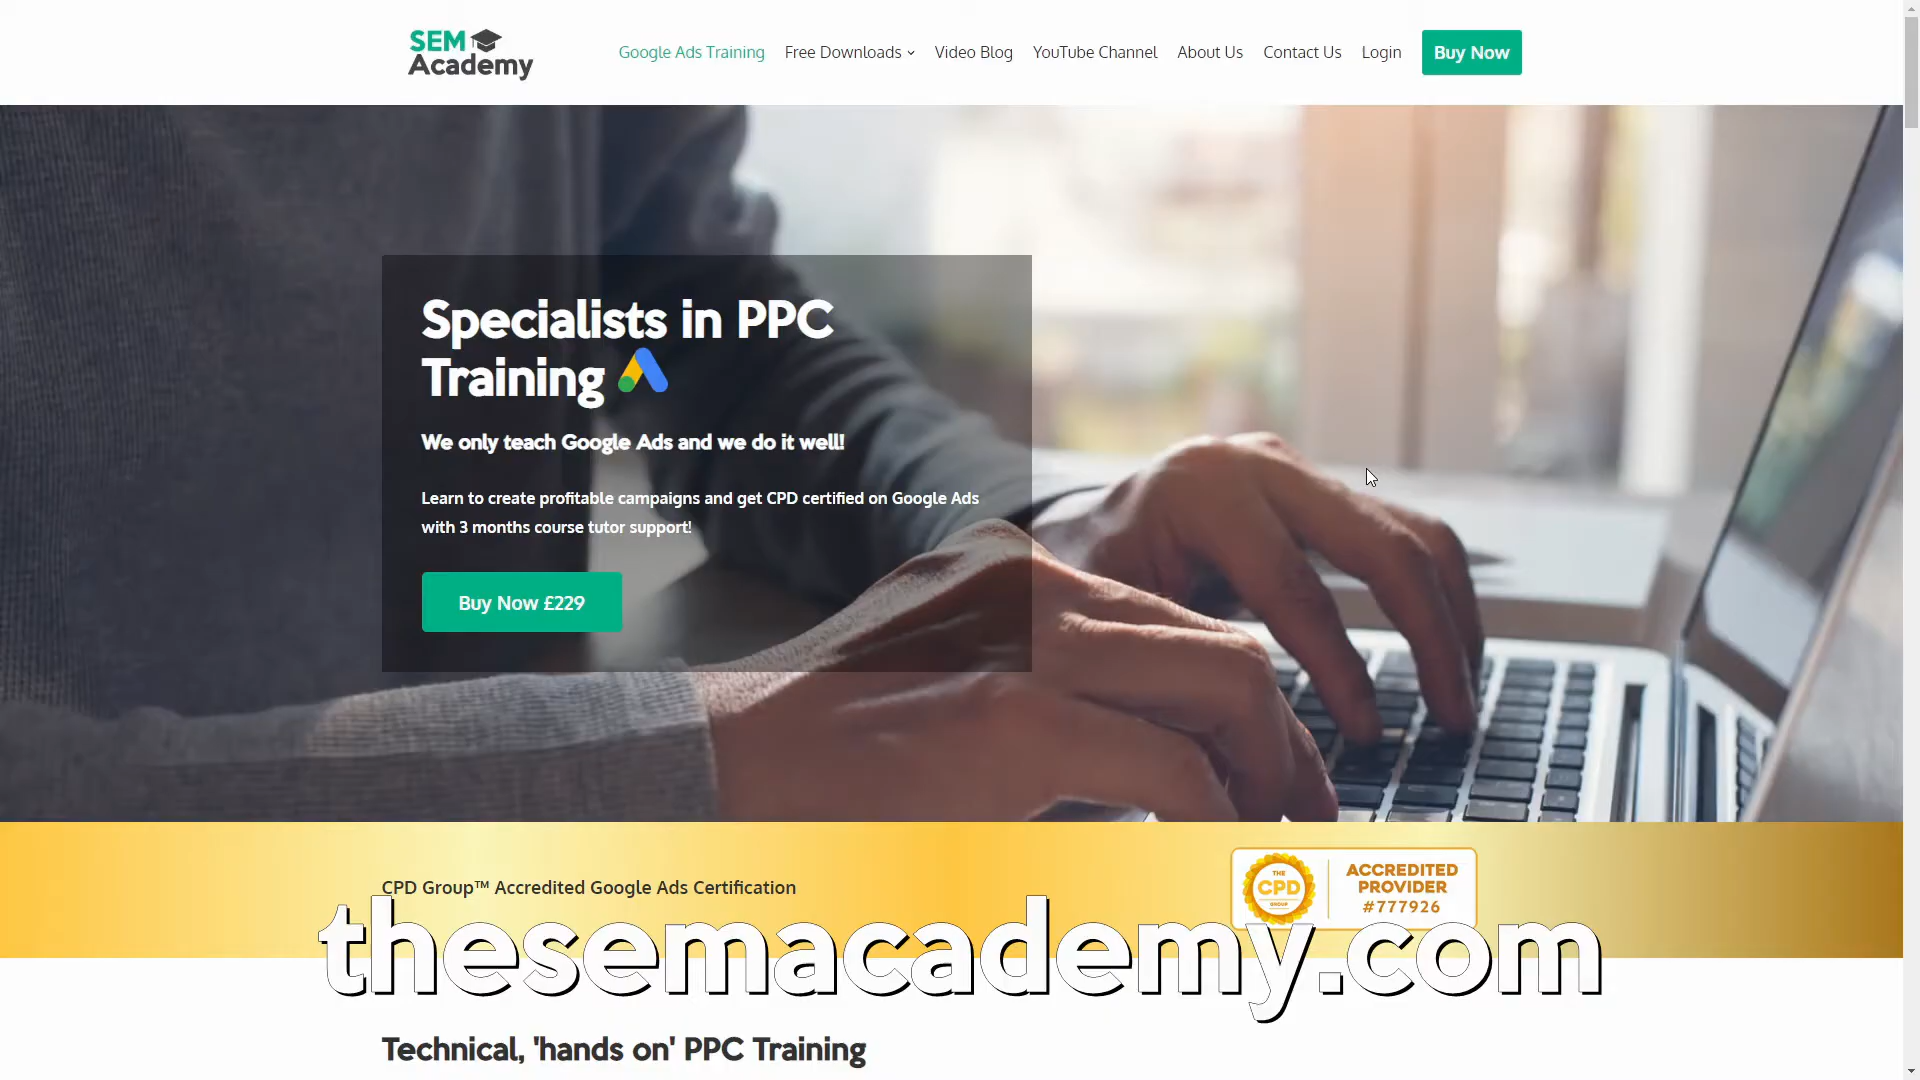 SEM
Academy
Google Ads Training
Free Downloads
Video Blog
YouTube Channel
About Us
Contact Us
Login
Buy Now
Specialists in PPC
Training
We only teach Google Ads and we do it well!
Learn to create profitable campaigns and get CPD certified on Google Ads
with 3 months course tutor support!
Buy Now £229
CPD Group™ Accredited Google Ads Certification
THE
CPD
GROUP
ACCREDITED
PROVIDER
#777926
thesemacademy.com
Technical, 'hands on' PPC Training